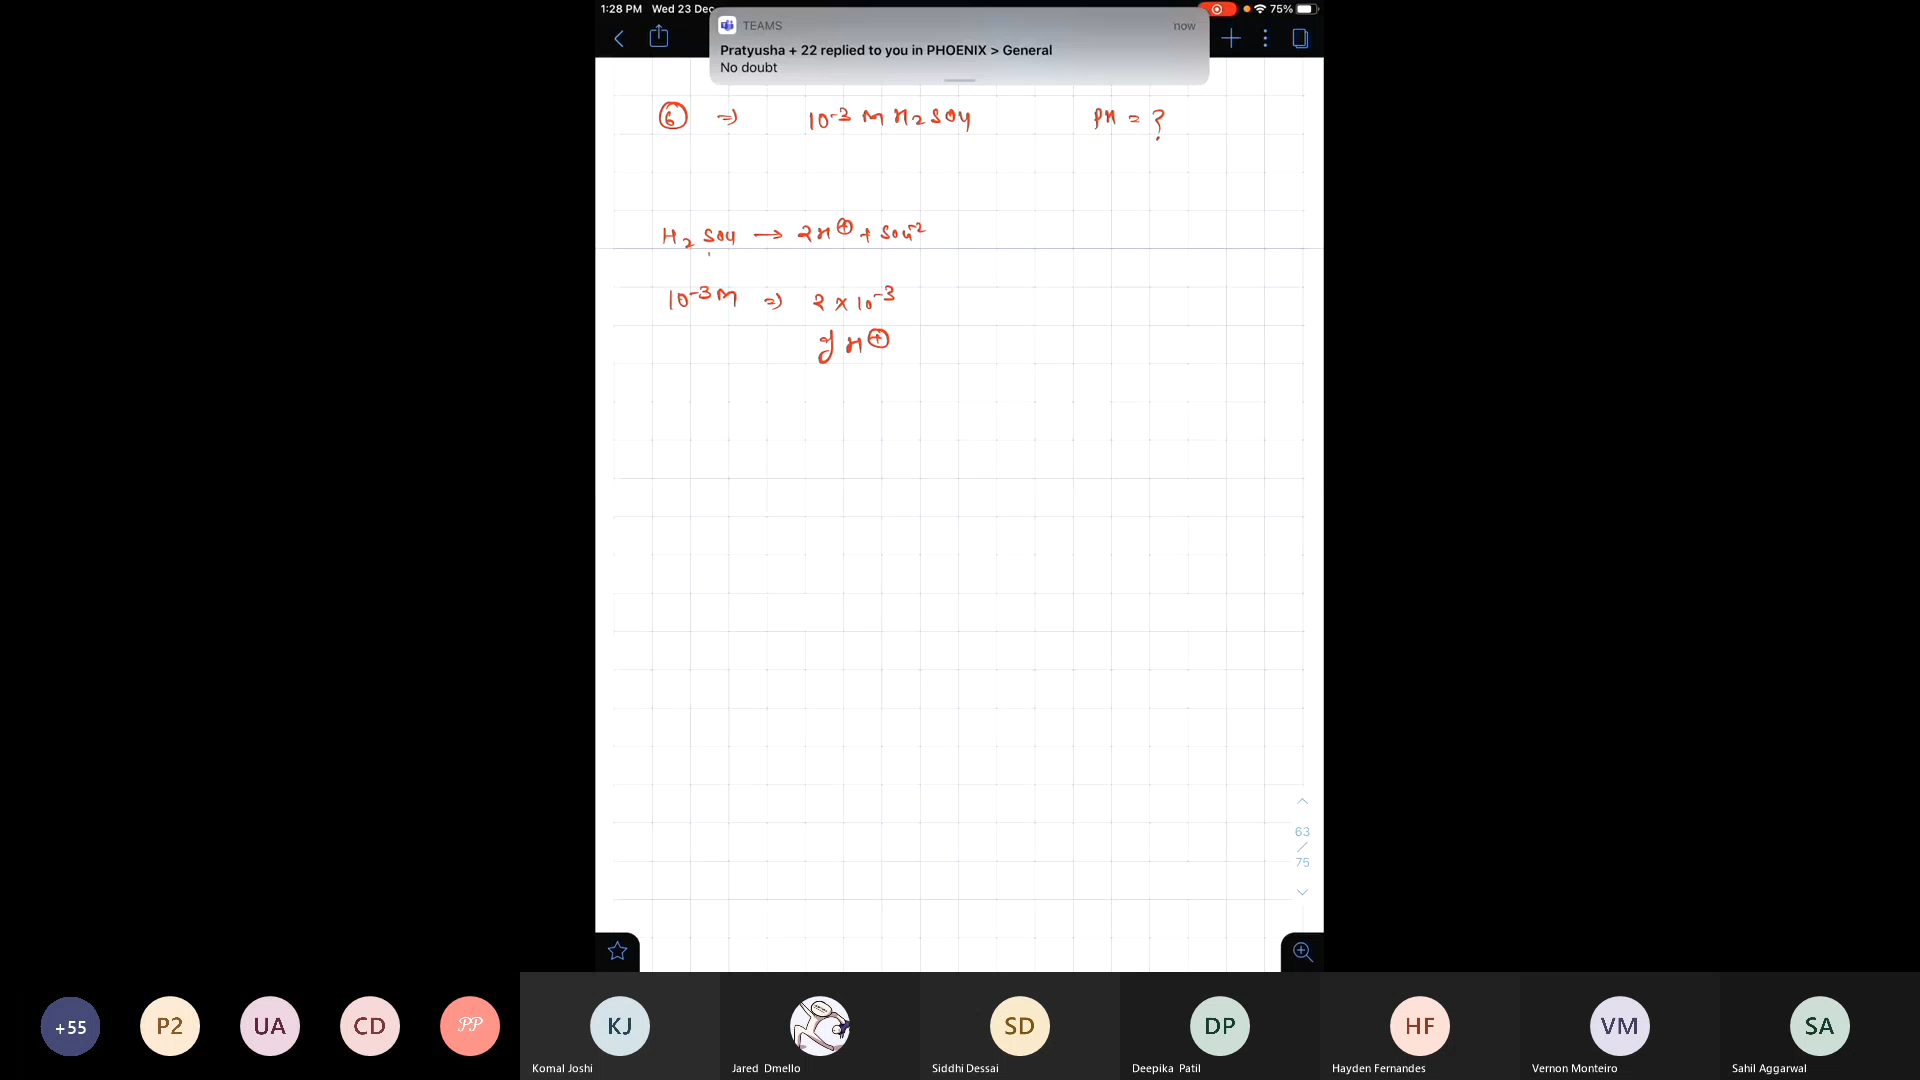 1:28 PM Wed 23 Dec
75%
TEAMS
now
Pratyusha + 22 replied to you in PHOENIX > General
No doubt
⑥ ⇒ 10⁻³ M H₂SO₄ PH = ?
H₂SO₄ → 2H⊕ + SO₄⁻²
10⁻³ M ⇒ 2 × 10⁻³
of H⊕
63
/
75
+55
P2
UA
CD
PP
KJ
SD
DP
HF
VM
SA
Komal Joshi
Jared Dmello
Siddhi Dessai
Deepika Patil
Hayden Fernandes
Vernon Monteiro
Sahil Aggarwal